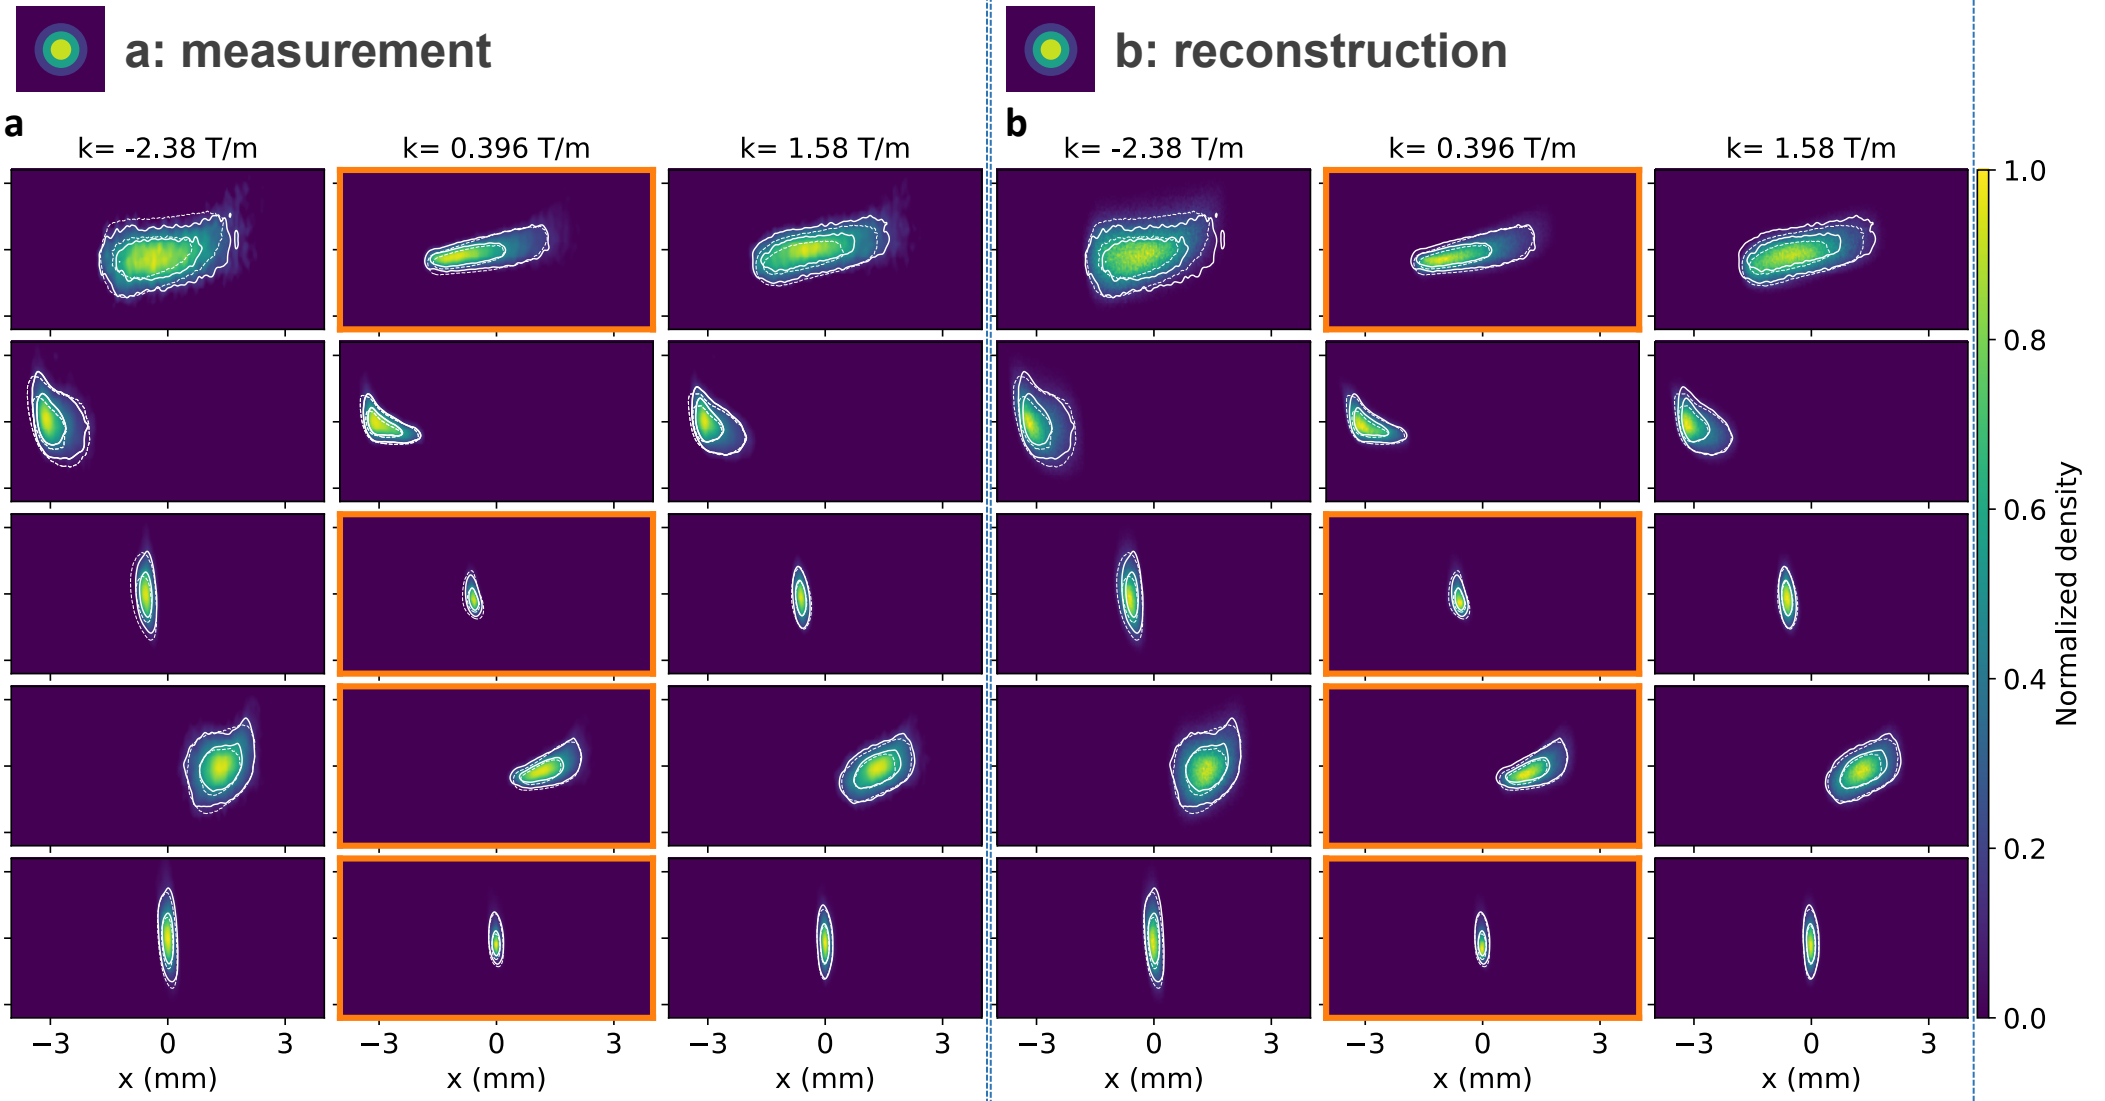 a: measurement
b: reconstruction
a
b
k= -2.38 T/m
k= 0.396 T/m
k= 1.58 T/m
k= -2.38 T/m
k= 0.396 T/m
k= 1.58 T/m
1.0
0.8
0.6
0.4
0.2
0.0
Normalized density
−3 0 3
−3 0 3
−3 0 3
−3 0 3
−3 0 3
−3 0 3
x (mm)
x (mm)
x (mm)
x (mm)
x (mm)
x (mm)